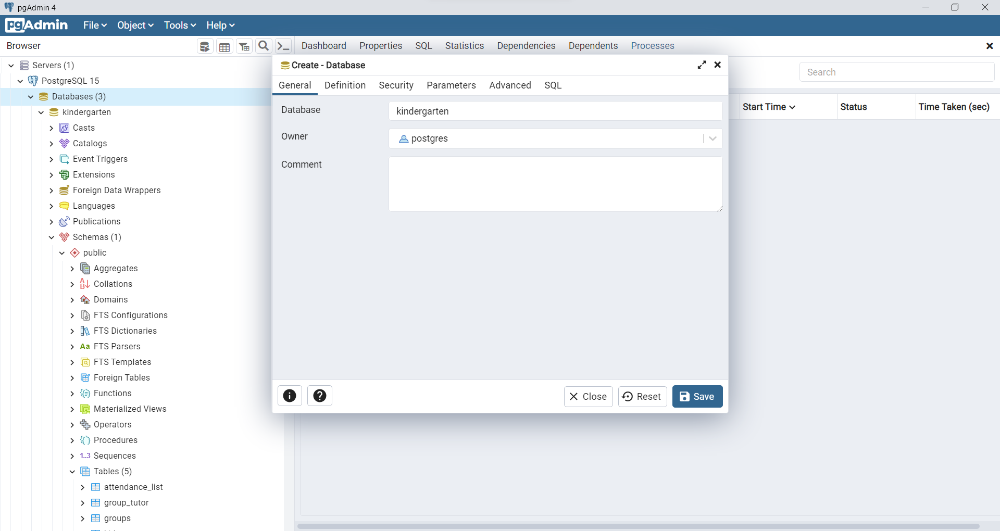 pgAdmin 4
pgAdmin File Object Tools Help
Browser
Dashboard Properties SQL Statistics Dependencies Dependents Processes
Servers (1)
PostgreSQL 15
Databases (3)
kindergarten
Casts
Catalogs
Event Triggers
Extensions
Foreign Data Wrappers
Languages
Publications
Schemas (1)
public
Aggregates
Collations
Domains
FTS Configurations
FTS Dictionaries
Aa FTS Parsers
FTS Templates
Foreign Tables
Functions
Materialized Views
Operators
Procedures
1..3 Sequences
Tables (5)
attendance_list
group_tutor
groups
Create - Database
General Definition Security Parameters Advanced SQL
Database kindergarten
Owner postgres
Comment
Close Reset Save
Search
Start Time Status Time Taken (sec)